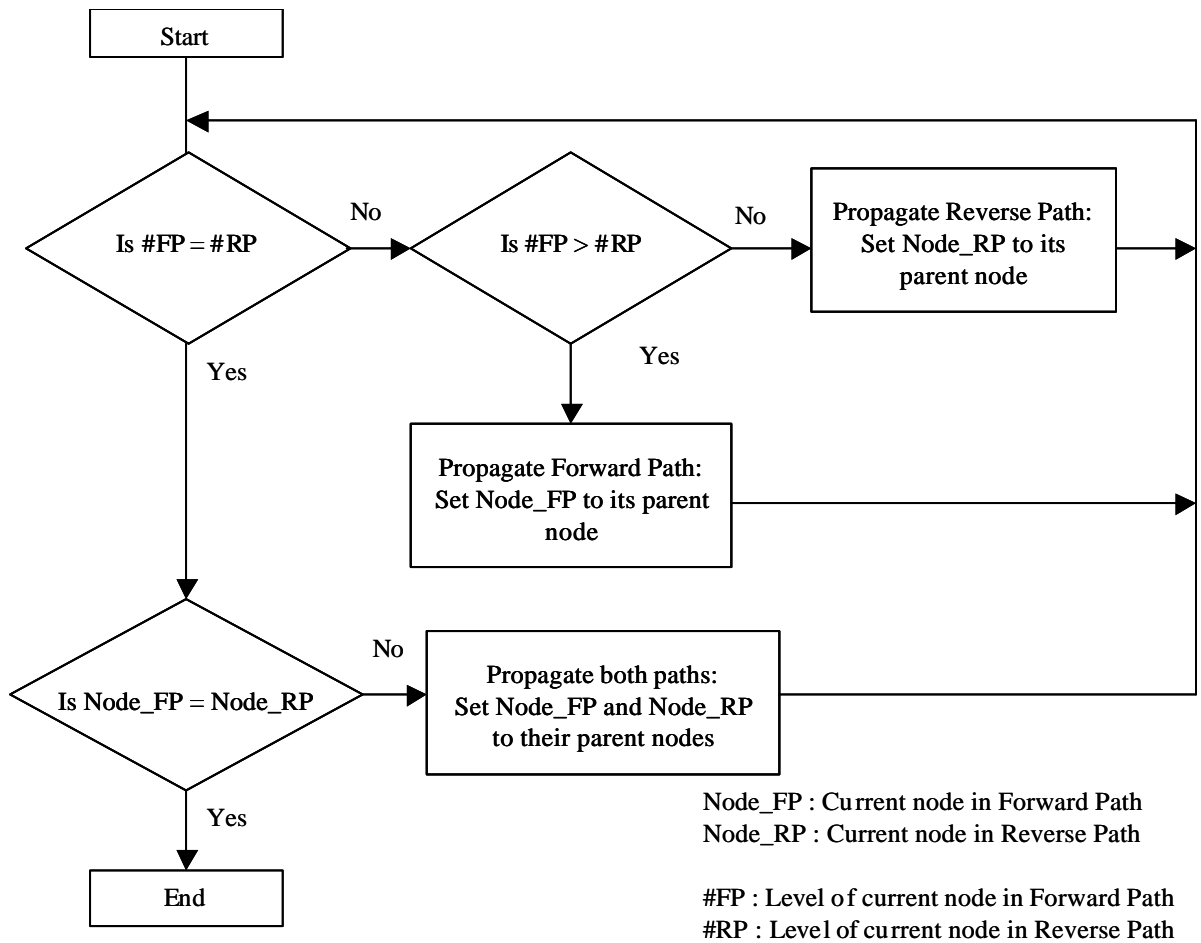 Start
Is #FP = #RP
No
Is #FP > #RP
No
Propagate Reverse Path:
Set Node_RP to its
parent node
Yes
Yes
Propagate Forward Path:
Set Node_FP to its parent
node
Is Node_FP = Node_RP
No
Propagate both paths:
Set Node_FP and Node_RP
to their parent nodes
Yes
End
Node_FP : Current node in Forward Path
Node_RP : Current node in Reverse Path
#FP : Level of current node in Forward Path
#RP : Level of current node in Reverse Path